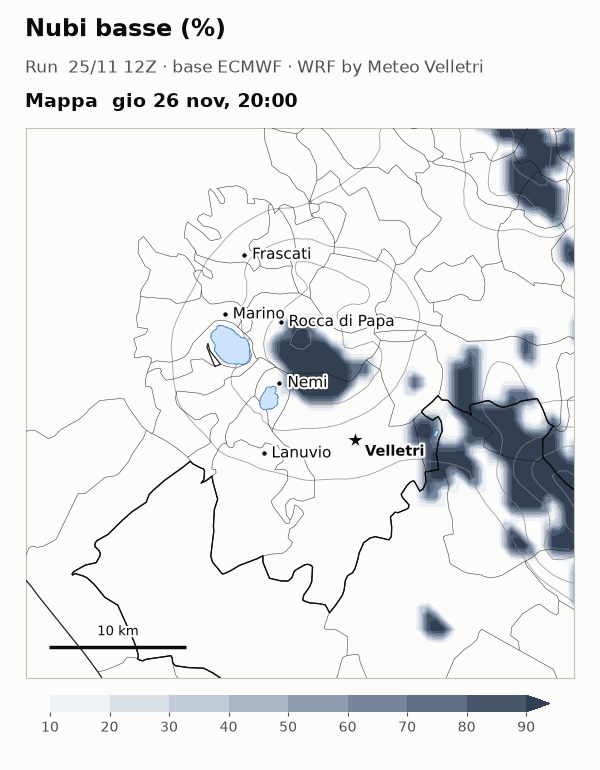 Nubi basse (%)
Run  25/11 12Z · base ECMWF · WRF by Meteo Velletri
Mappa  gio 26 nov, 20:00
Frascati
Marino
Rocca di Papa
Nemi
Velletri
Lanuvio
10 km
10 20 30 40 50 60 70 80 90